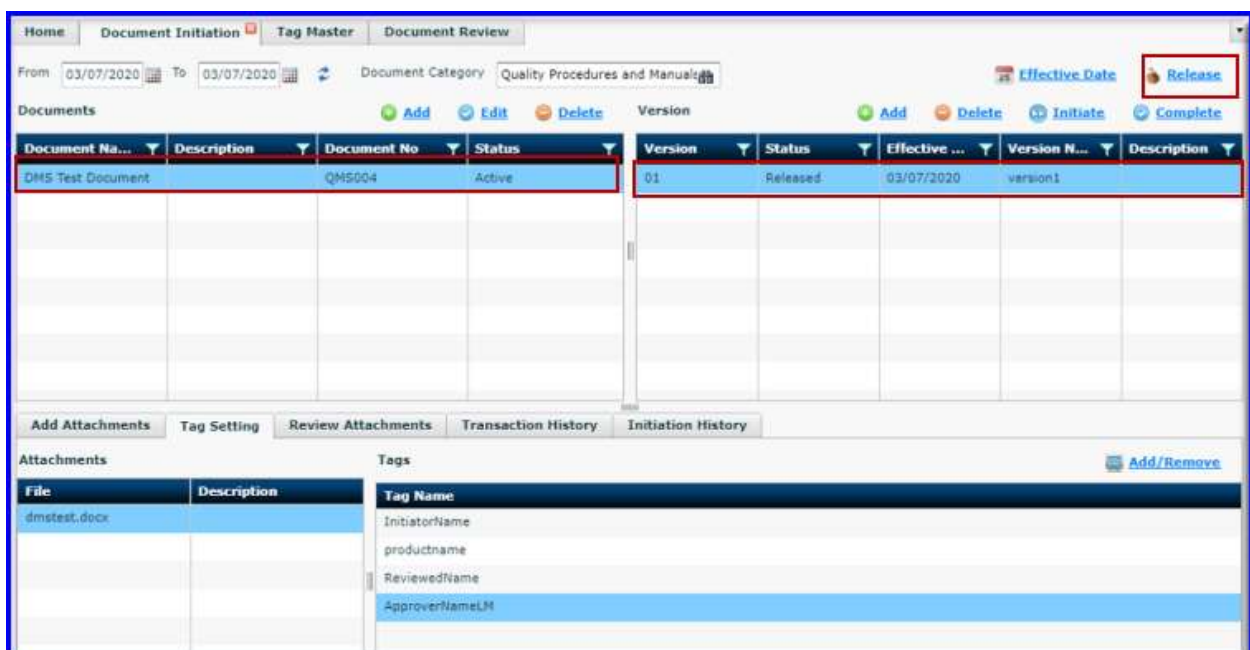 Home Document Initiation Tag Master Document Review
From 03/07/2020 To 03/07/2020 Document Category Quality Procedures and Manuals Effective Date Release
Documents Add Edit Delete Version Add Delete Initiate Complete
Document Na... Description Document No Status Version Status Effective ... Version N... Description
DMS Test Document QMS004 Active 01 Released 03/07/2020 version1
Add Attachments Tag Setting Review Attachments Transaction History Initiation History
Attachments Tags Add/Remove
File Description Tag Name
dmstest.docx InitiatorName
productname
ReviewedName
ApproverNameLM